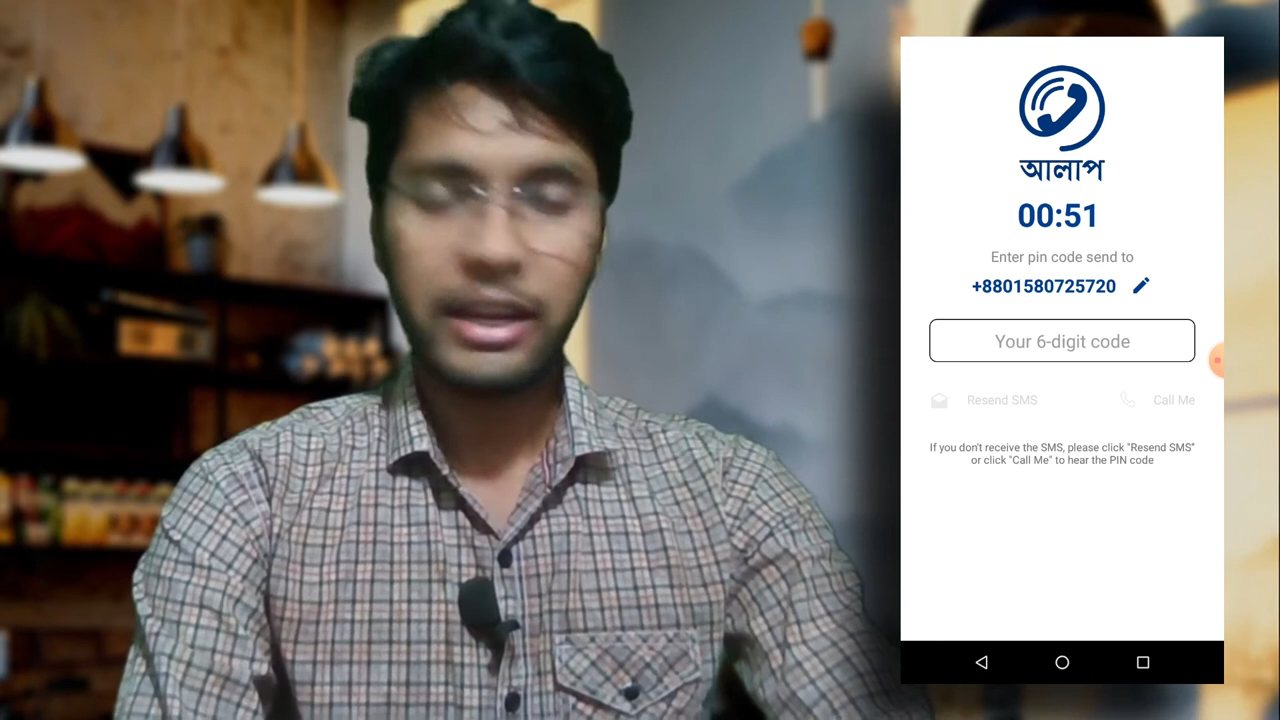 আলাপ
00:51
Enter pin code send to
+8801580725720
Your 6-digit code
Resend SMS Call Me
If you don't receive the SMS, please click "Resend SMS"
or click "Call Me" to hear the PIN code